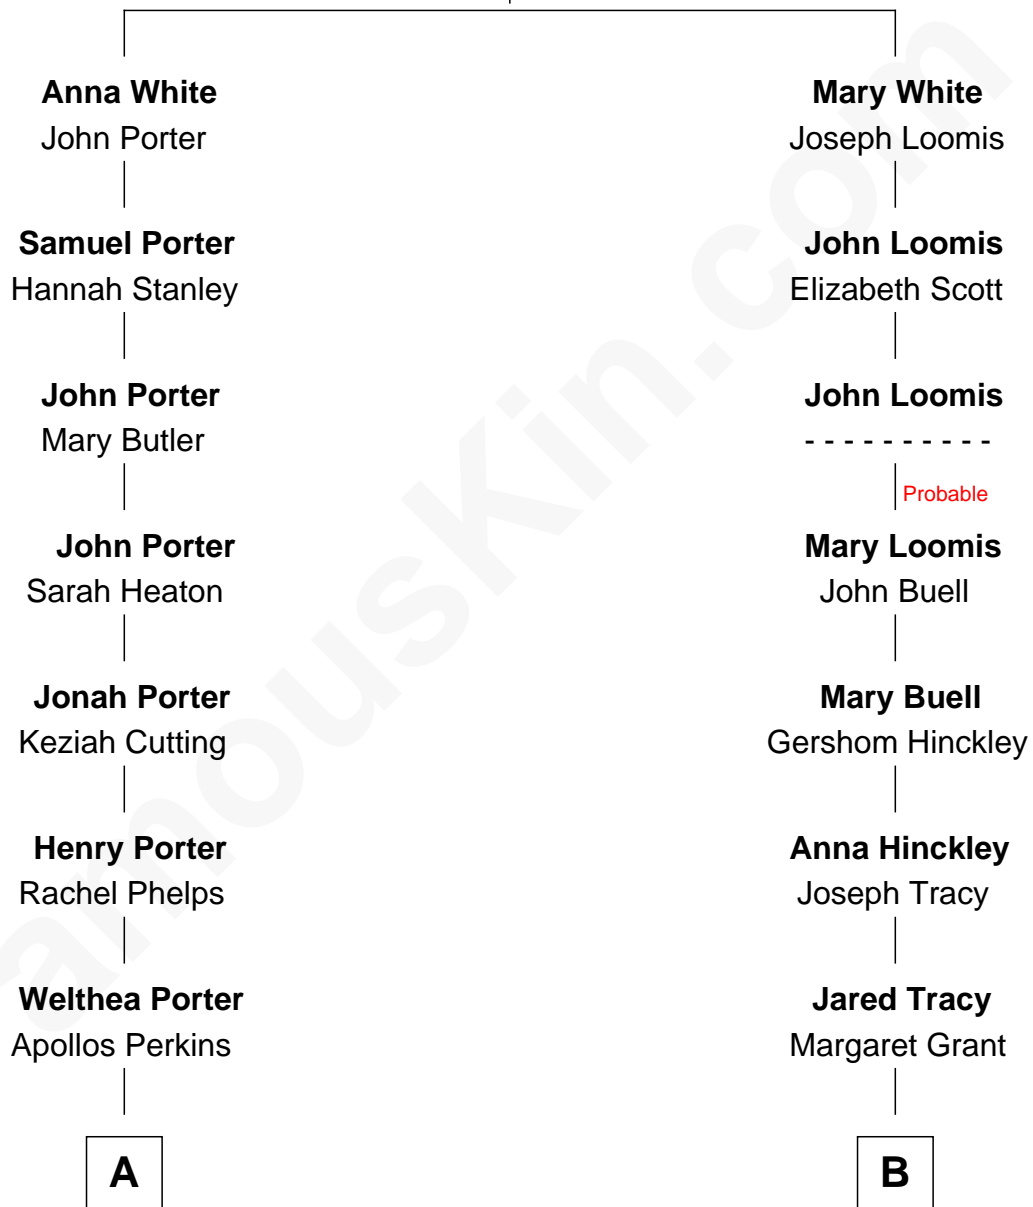 Anna White
John Porter
Mary White
Joseph Loomis
Samuel Porter
Hannah Stanley
John Loomis
Elizabeth Scott
John Porter
Mary Butler
John Loomis
- - - - - - - - - -
Probable
John Porter
Sarah Heaton
Mary Loomis
John Buell
Jonah Porter
Keziah Cutting
Mary Buell
Gershom Hinckley
Henry Porter
Rachel Phelps
Anna Hinckley
Joseph Tracy
Welthea Porter
Apollos Perkins
Jared Tracy
Margaret Grant
A
B
amousKin.com